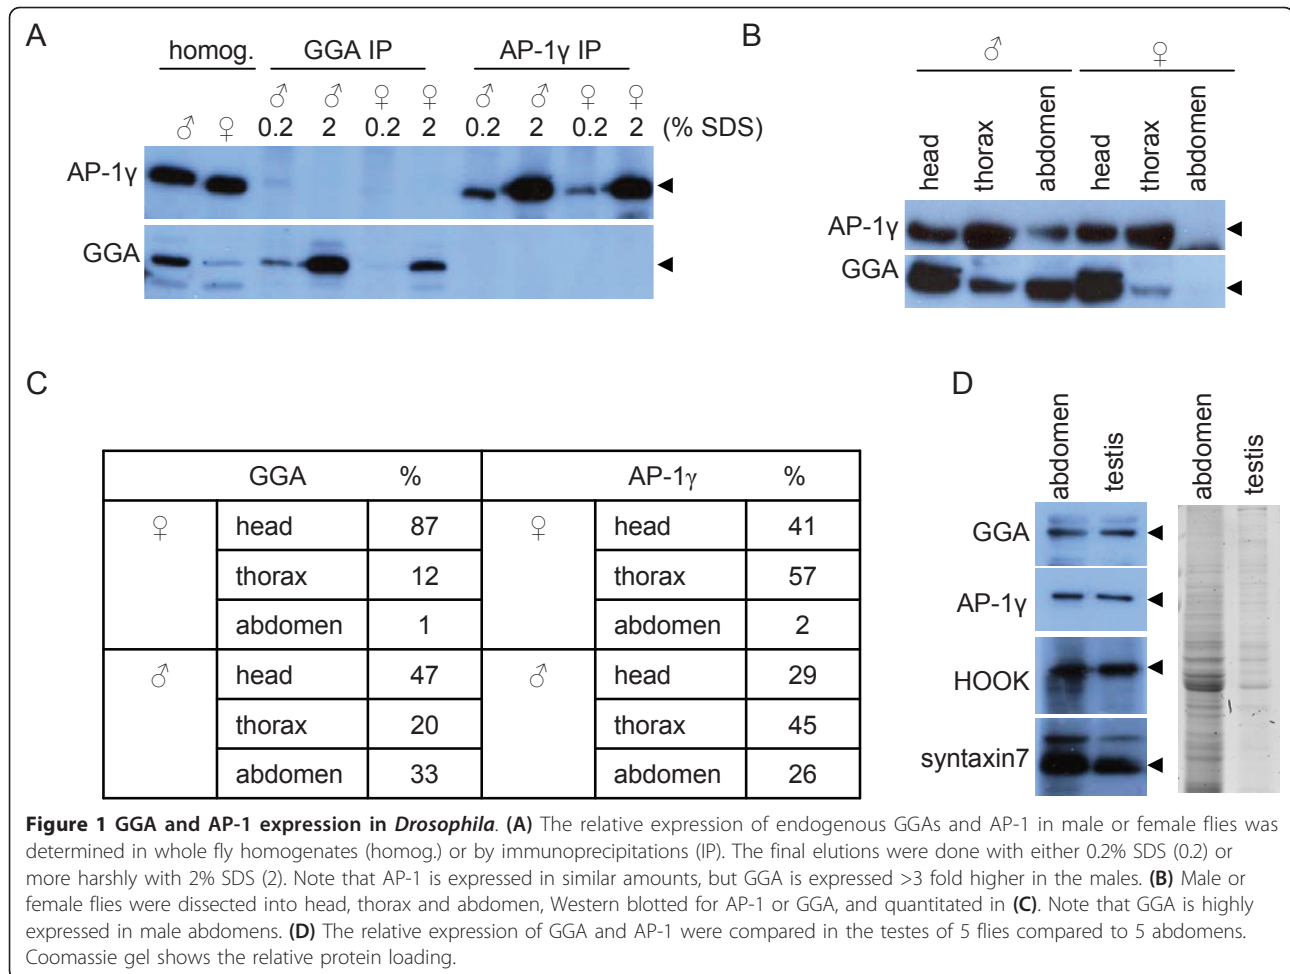 A
homog. GGA IP AP-1γ IP
♂ ♂ ♀ ♀ ♂ ♂ ♀ ♀
♂ ♀ 0.2 2 0.2 2 0.2 2 0.2 2 (% SDS)
AP-1γ
GGA
B
♂ ♀
head thorax abdomen head thorax abdomen
AP-1γ
GGA
C
GGA % AP-1γ %
♀ head 87 ♀ head 41
thorax 12 thorax 57
abdomen 1 abdomen 2
♂ head 47 ♂ head 29
thorax 20 thorax 45
abdomen 33 abdomen 26
D
abdomen testis abdomen testis
GGA
AP-1γ
HOOK
syntaxin7
Figure 1 GGA and AP-1 expression in Drosophila. (A) The relative expression of endogenous GGAs and AP-1 in male or female flies was
determined in whole fly homogenates (homog.) or by immunoprecipitations (IP). The final elutions were done with either 0.2% SDS (0.2) or
more harshly with 2% SDS (2). Note that AP-1 is expressed in similar amounts, but GGA is expressed >3 fold higher in the males. (B) Male or
female flies were dissected into head, thorax and abdomen, Western blotted for AP-1 or GGA, and quantitated in (C). Note that GGA is highly
expressed in male abdomens. (D) The relative expression of GGA and AP-1 were compared in the testes of 5 flies compared to 5 abdomens.
Coomassie gel shows the relative protein loading.